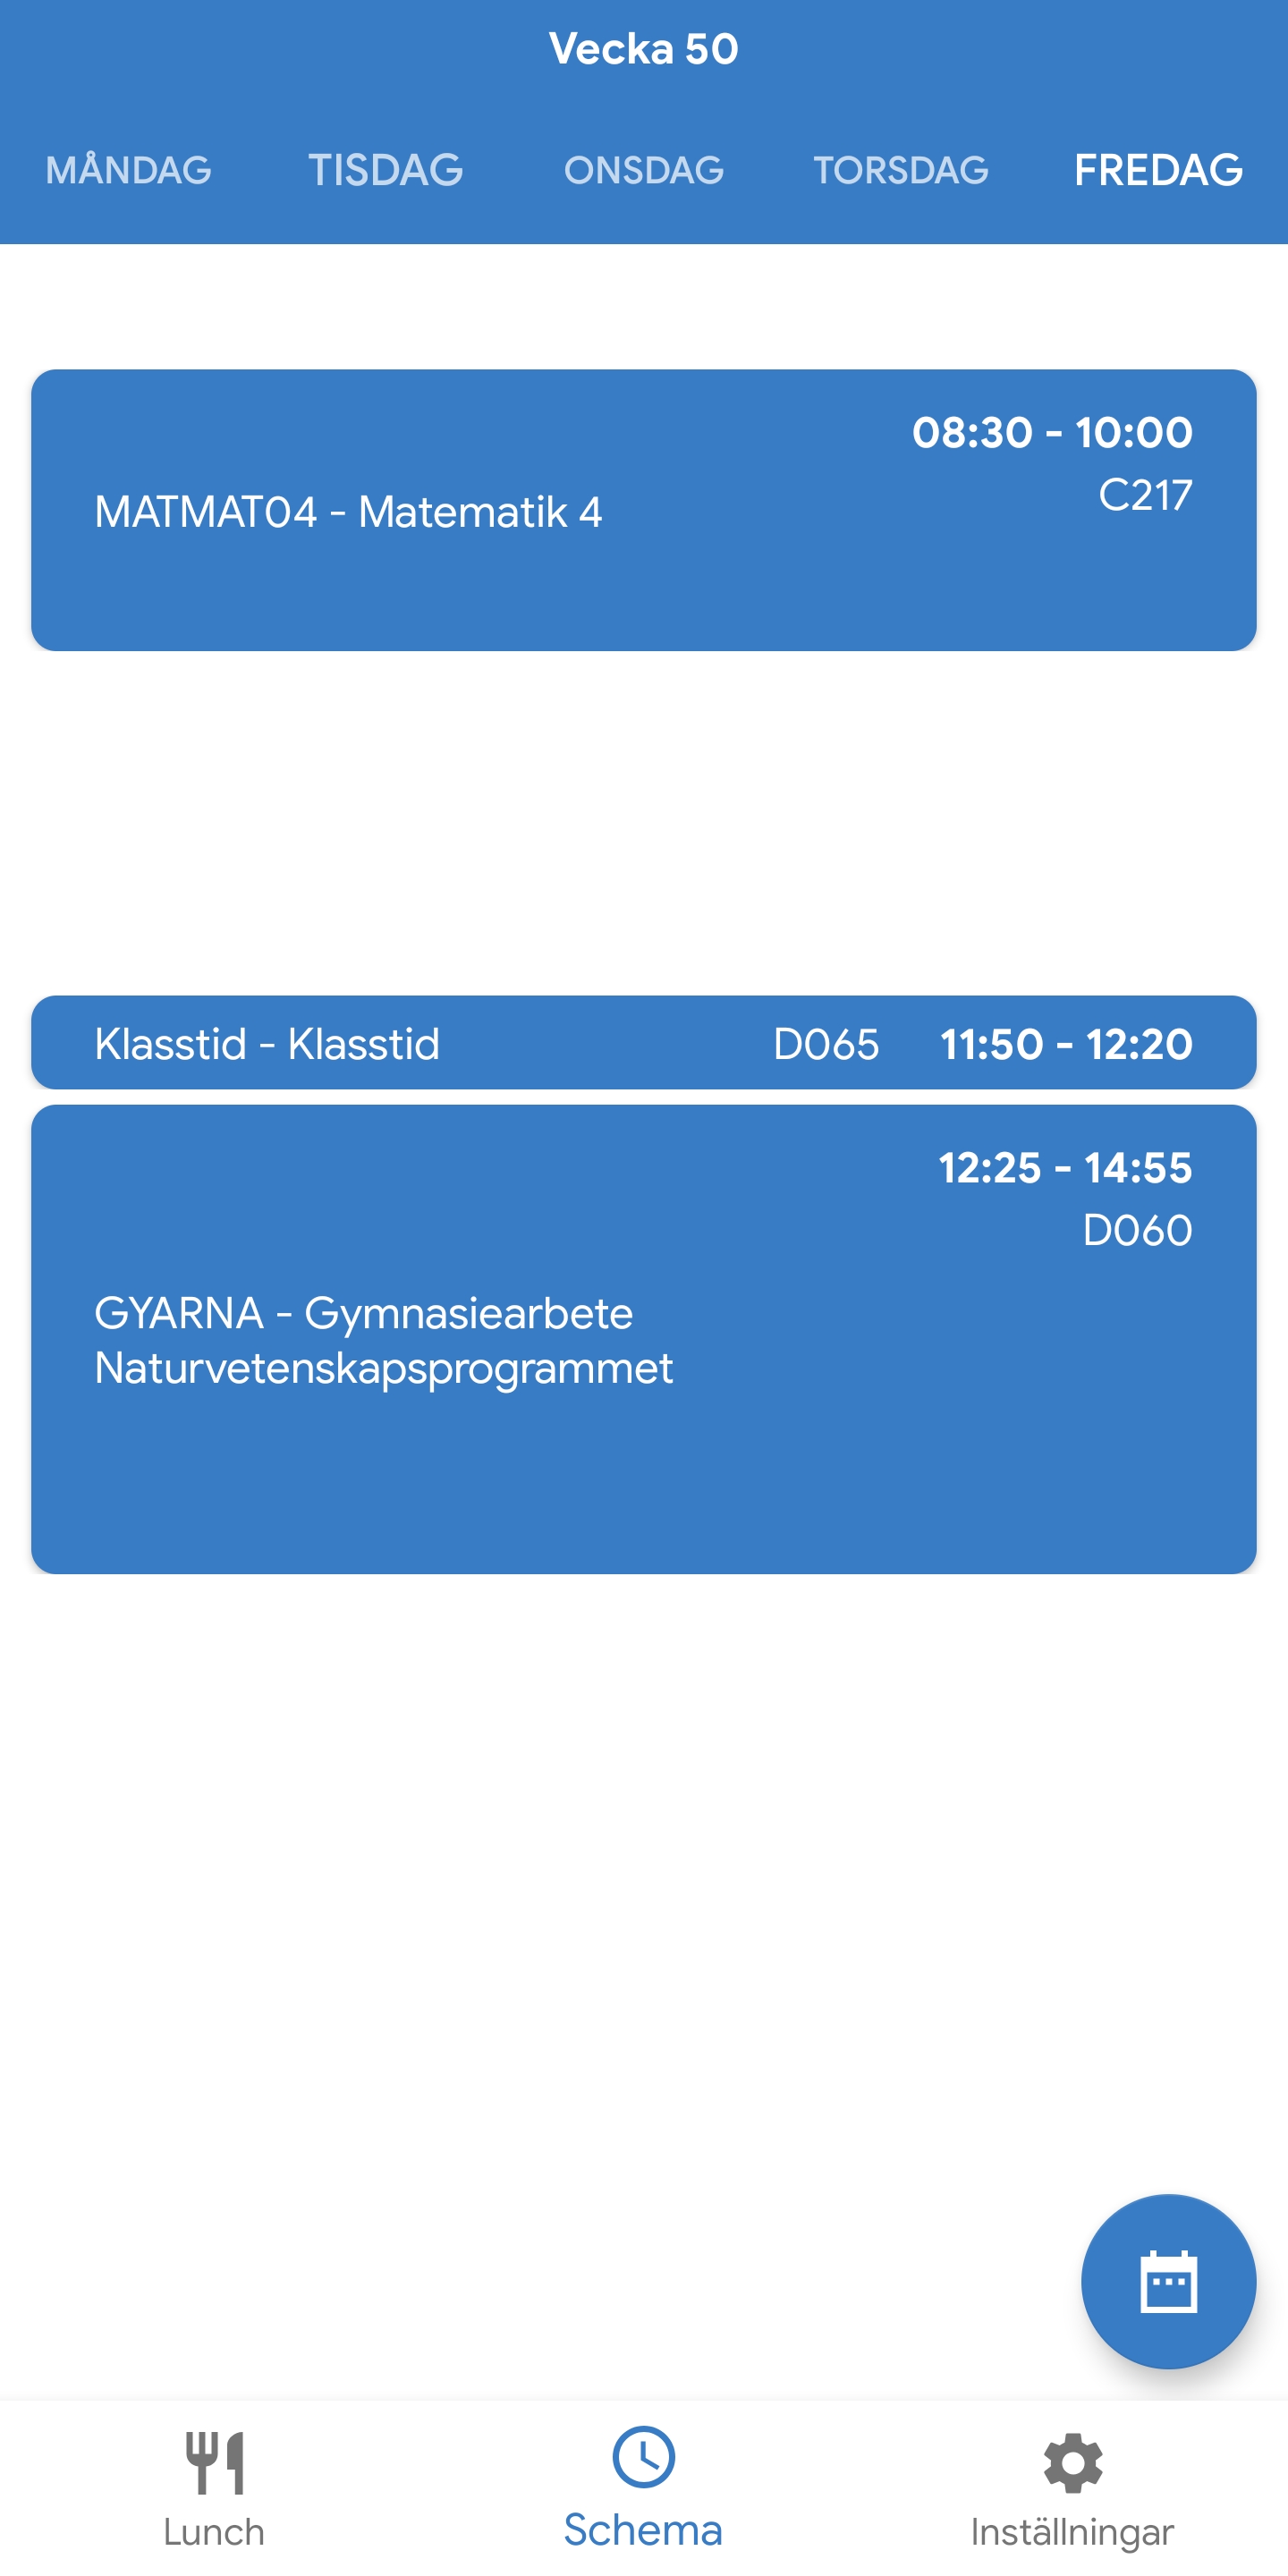 Vecka 50
MÅNDAG TISDAG ONSDAG TORSDAG FREDAG
08:30 - 10:00
C217
MATMAT04 - Matematik 4
Klasstid - Klasstid D065 11:50 - 12:20
12:25 - 14:55
D060
GYARNA - Gymnasiearbete
Naturvetenskapsprogrammet
Lunch Schema Inställningar